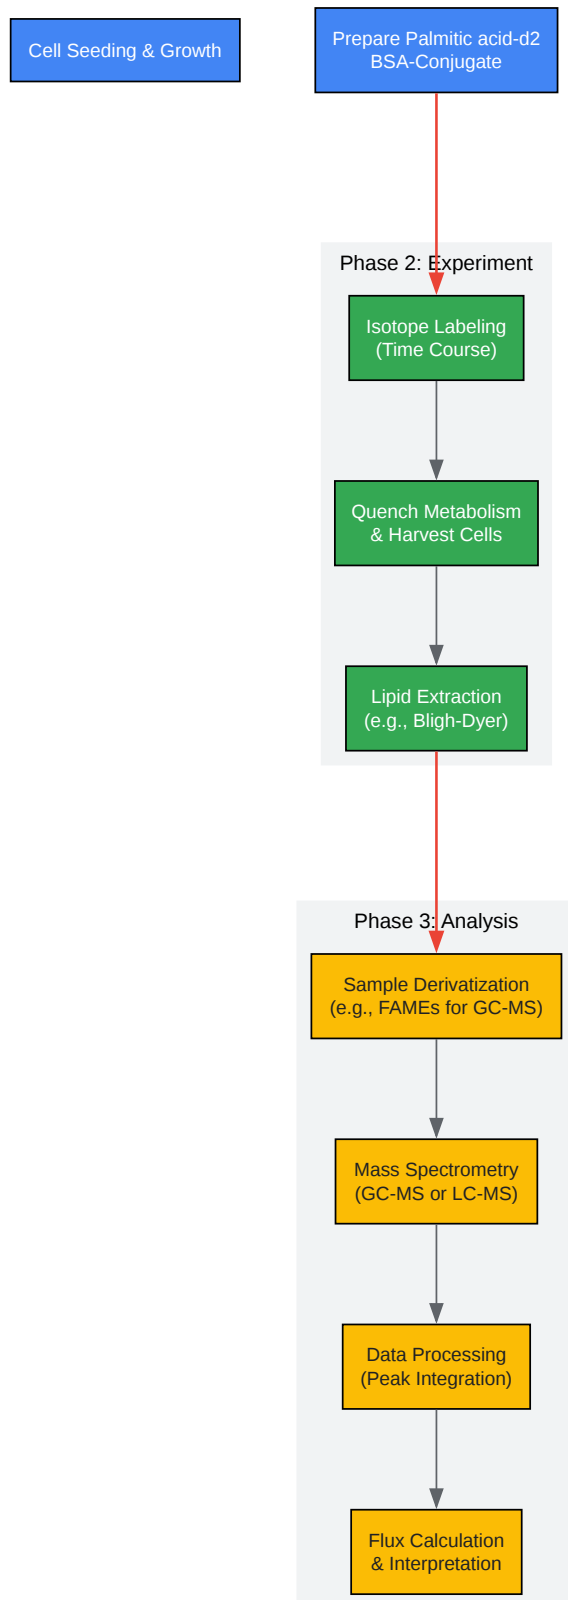 Cell Seeding & Growth
Prepare Palmitic acid-d2
BSA-Conjugate
Phase 2: Experiment
Isotope Labeling
(Time Course)
Quench Metabolism
& Harvest Cells
Lipid Extraction
(e.g., Bligh-Dyer)
Phase 3: Analysis
Sample Derivatization
(e.g., FAMEs for GC-MS)
Mass Spectrometry
(GC-MS or LC-MS)
Data Processing
(Peak Integration)
Flux Calculation
& Interpretation